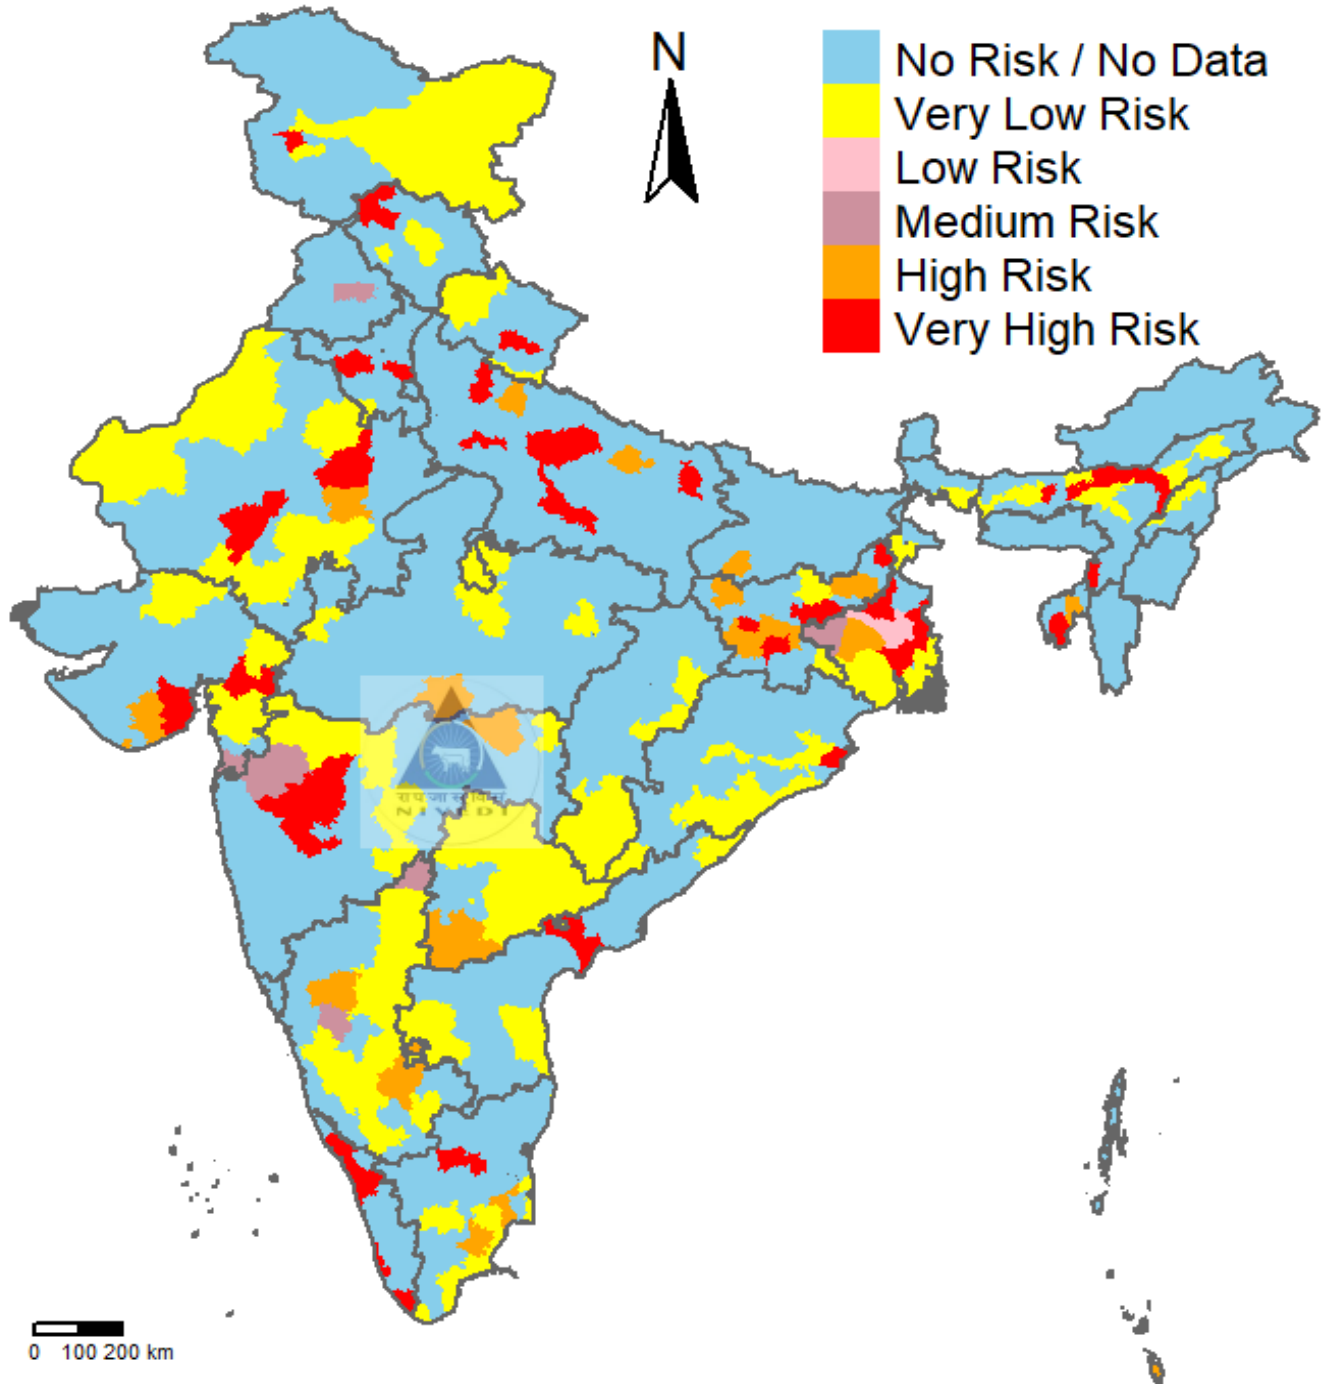 N
No Risk / No Data
Very Low Risk
Low Risk
Medium Risk
High Risk
Very High Risk
NIVEDI
0 100 200 km